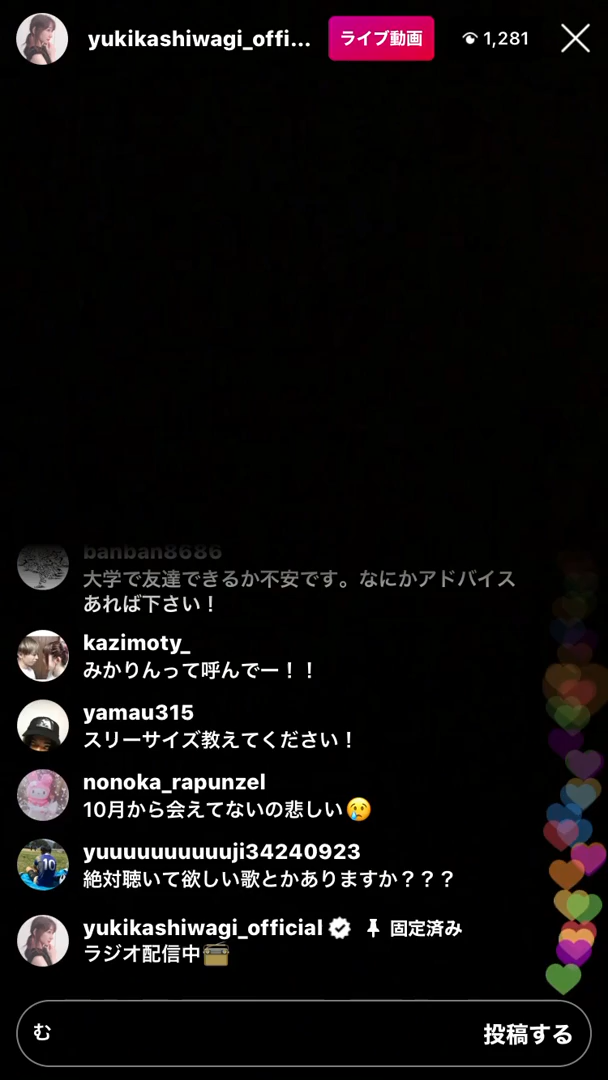 yukikashiwagi_offi...
ライブ動画
1,281
banban8686
大学で友達できるか不安です。なにかアドバイス
あれば下さい！
kazimoty_
みかりんって呼んでー！！
yamau315
スリーサイズ教えてください！
nonoka_rapunzel
10月から会えてないの悲しい😢
yuuuuuuuuuuji34240923
絶対聴いて欲しい歌とかありますか？？？
yukikashiwagi_official 固定済み
ラジオ配信中📻
む
投稿する